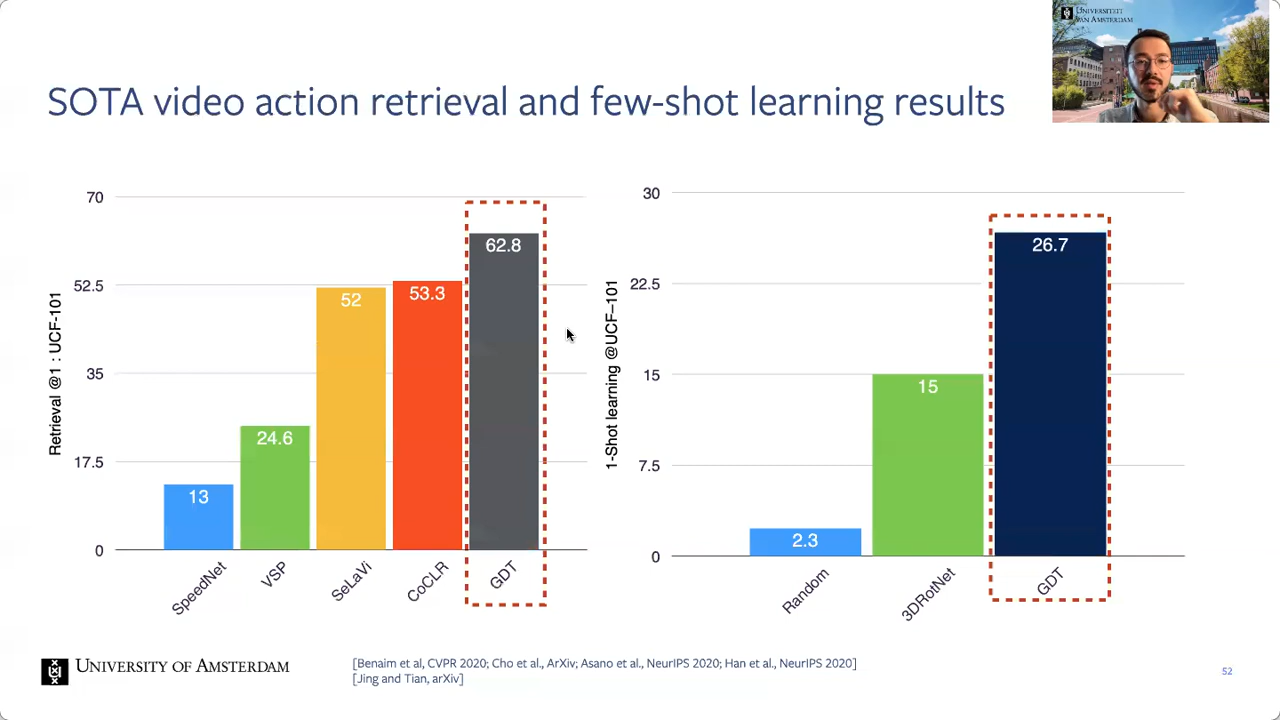 UNIVERSITEIT
VAN AMSTERDAM
SOTA video action retrieval and few-shot learning results
Retrieval @1 : UCF-101
70
52.5
35
17.5
0
13
24.6
52
53.3
62.8
SpeedNet
VSP
SeLaVi
CoCLR
GDT
1-Shot learning @UCF–101
30
22.5
15
7.5
0
2.3
15
26.7
Random
3DRotNet
GDT
UNIVERSITY OF AMSTERDAM
[Benaim et al, CVPR 2020; Cho et al., ArXiv; Asano et al., NeurIPS 2020; Han et al., NeurIPS 2020]
[Jing and Tian, arXiv]
52